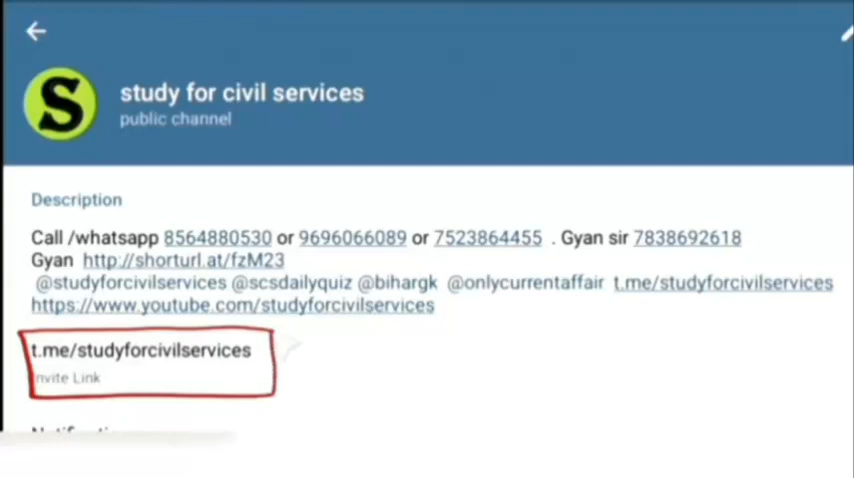 S
study for civil services
public channel
Description
Call /whatsapp 8564880530 or 9696066089 or 7523864455 . Gyan sir 7838692618
Gyan http://shorturl.at/fzM23
@studyforcivilservices @scsdailyquiz @bihargk @onlycurrentaffair t.me/studyforcivilservices
https://www.youtube.com/studyforcivilservices
t.me/studyforcivilservices
Invite Link